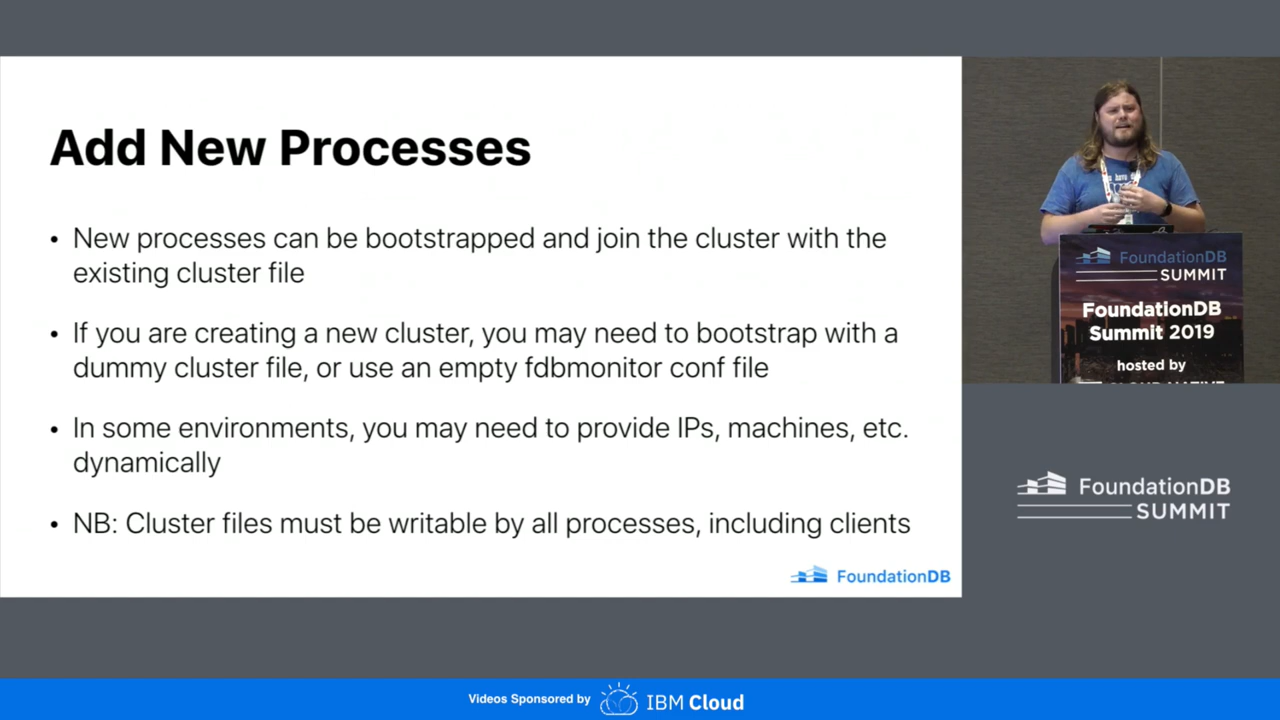 Add New Processes
• New processes can be bootstrapped and join the cluster with the
existing cluster file
• If you are creating a new cluster, you may need to bootstrap with a
dummy cluster file, or use an empty fdbmonitor conf file
• In some environments, you may need to provide IPs, machines, etc.
dynamically
• NB: Cluster files must be writable by all processes, including clients
FoundationDB
FoundationDB
SUMMIT
FoundationDB
Summit 2019
hosted by
FoundationDB
SUMMIT
Videos Sponsored by IBM Cloud